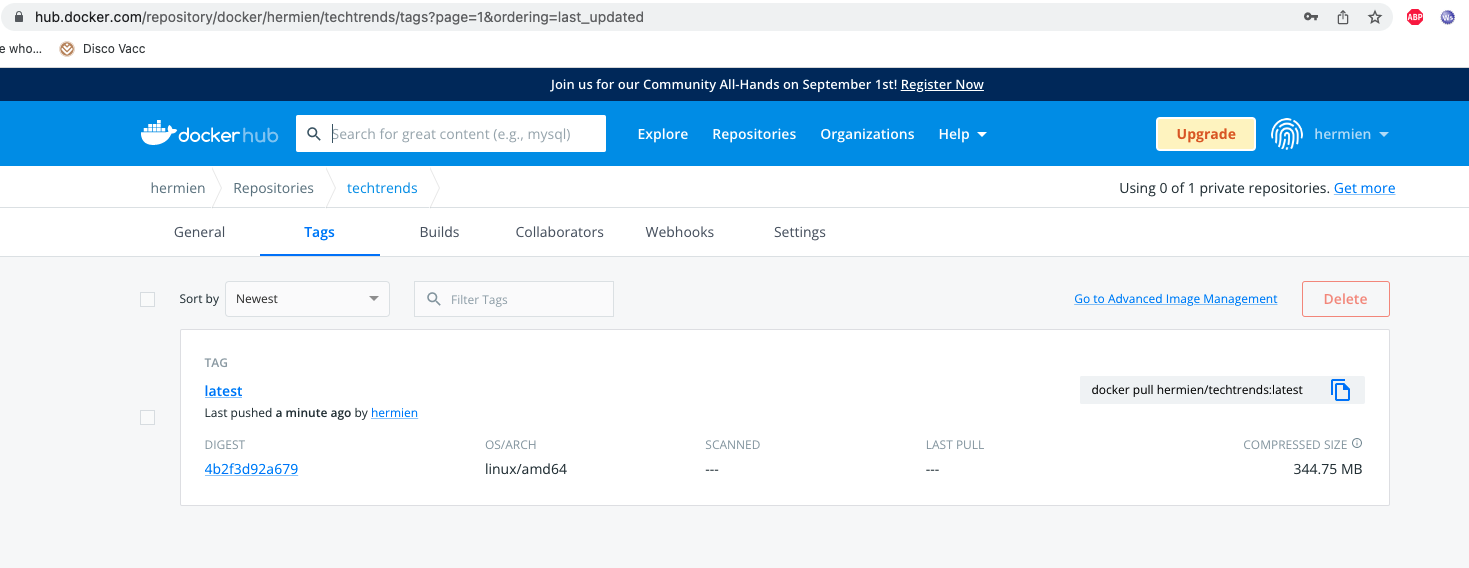 hub.docker.com/repository/docker/hermien/techtrends/tags?page=1&ordering=last_updated
ABP Ws
e who... Disco Vacc
Join us for our Community All-Hands on September 1st! Register Now
dockerhub Search for great content (e.g., mysql) Explore Repositories Organizations Help Upgrade hermien
hermien Repositories techtrends Using 0 of 1 private repositories. Get more
General Tags Builds Collaborators Webhooks Settings
Sort by Newest Filter Tags Go to Advanced Image Management Delete
TAG
latest docker pull hermien/techtrends:latest
Last pushed a minute ago by hermien
DIGEST OS/ARCH SCANNED LAST PULL COMPRESSED SIZE
4b2f3d92a679 linux/amd64 --- --- 344.75 MB